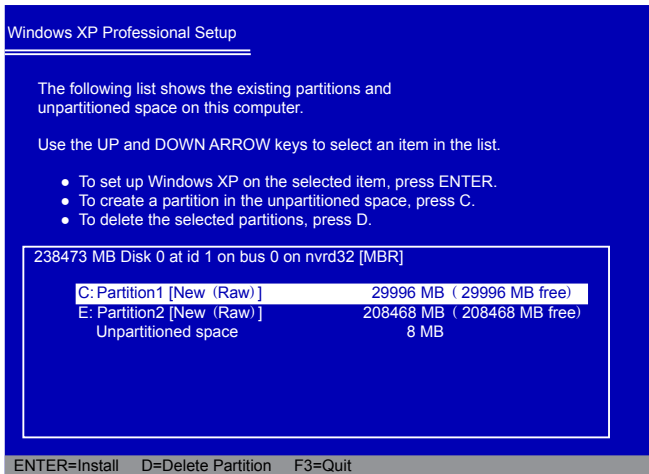 Windows XP Professional Setup
The following list shows the existing partitions and
unpartitioned space on this computer.
Use the UP and DOWN ARROW keys to select an item in the list.
● To set up Windows XP on the selected item, press ENTER.
● To create a partition in the unpartitioned space, press C.
● To delete the selected partitions, press D.
238473 MB Disk 0 at id 1 on bus 0 on nvrd32 [MBR]
C: Partition1 [New (Raw)] 29996 MB ( 29996 MB free)
E: Partition2 [New (Raw)] 208468 MB ( 208468 MB free)
Unpartitioned space 8 MB
ENTER=Install D=Delete Partition F3=Quit